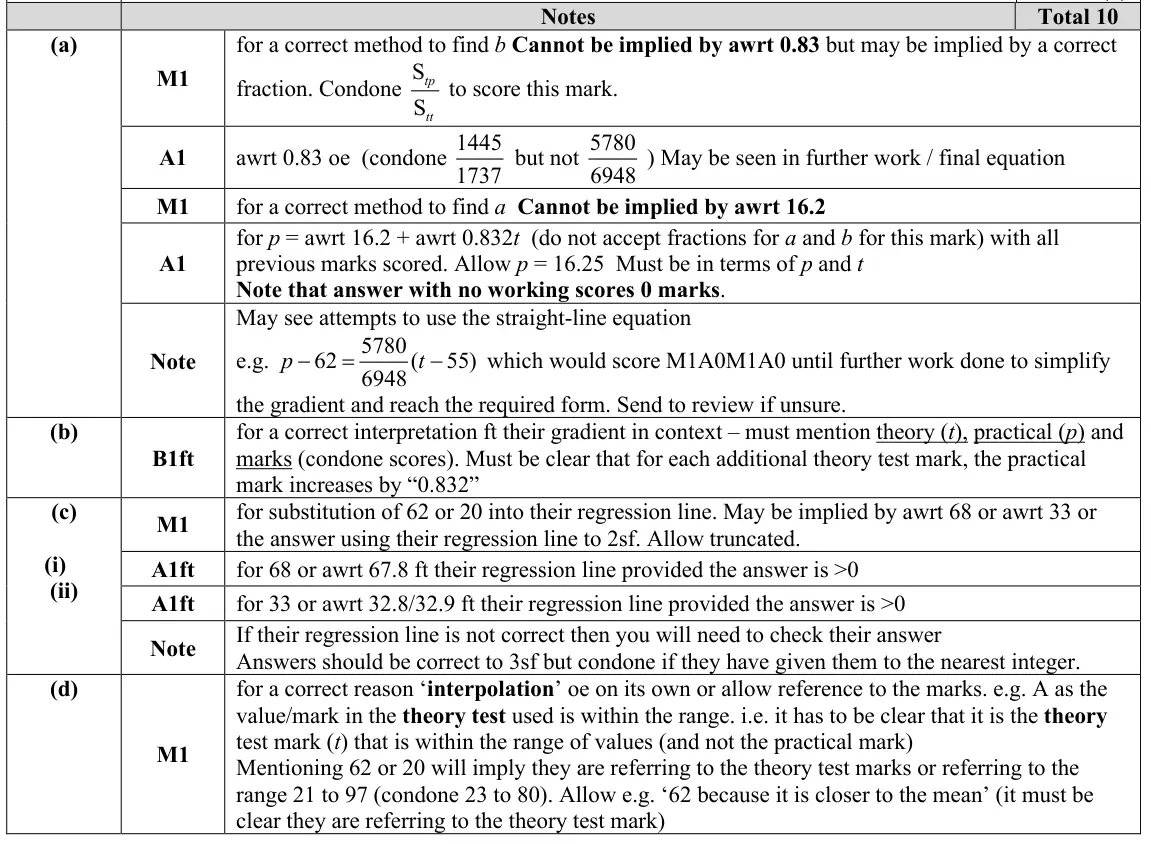 Notes Total 10
(a)
M1
for a correct method to find b Cannot be implied by awrt 0.83 but may be implied by a correct
fraction. Condone S_tp/S_tt to score this mark.
A1
awrt 0.83 oe (condone 1445/1737 but not 5780/6948 ) May be seen in further work / final equation
M1
for a correct method to find a Cannot be implied by awrt 16.2
A1
for p = awrt 16.2 + awrt 0.832t (do not accept fractions for a and b for this mark) with all
previous marks scored. Allow p = 16.25 Must be in terms of p and t
Note that answer with no working scores 0 marks.
Note
May see attempts to use the straight-line equation
e.g. p − 62 = 5780/6948 (t − 55) which would score M1A0M1A0 until further work done to simplify
the gradient and reach the required form. Send to review if unsure.
(b)
B1ft
for a correct interpretation ft their gradient in context – must mention theory (t), practical (p) and
marks (condone scores). Must be clear that for each additional theory test mark, the practical
mark increases by “0.832”
(c)
M1
for substitution of 62 or 20 into their regression line. May be implied by awrt 68 or awrt 33 or
the answer using their regression line to 2sf. Allow truncated.
(i)
A1ft
for 68 or awrt 67.8 ft their regression line provided the answer is >0
(ii)
A1ft
for 33 or awrt 32.8/32.9 ft their regression line provided the answer is >0
Note
If their regression line is not correct then you will need to check their answer
Answers should be correct to 3sf but condone if they have given them to the nearest integer.
(d)
M1
for a correct reason ‘interpolation’ oe on its own or allow reference to the marks. e.g. A as the
value/mark in the theory test used is within the range. i.e. it has to be clear that it is the theory
test mark (t) that is within the range of values (and not the practical mark)
Mentioning 62 or 20 will imply they are referring to the theory test marks or referring to the
range 21 to 97 (condone 23 to 80). Allow e.g. ‘62 because it is closer to the mean’ (it must be
clear they are referring to the theory test mark)